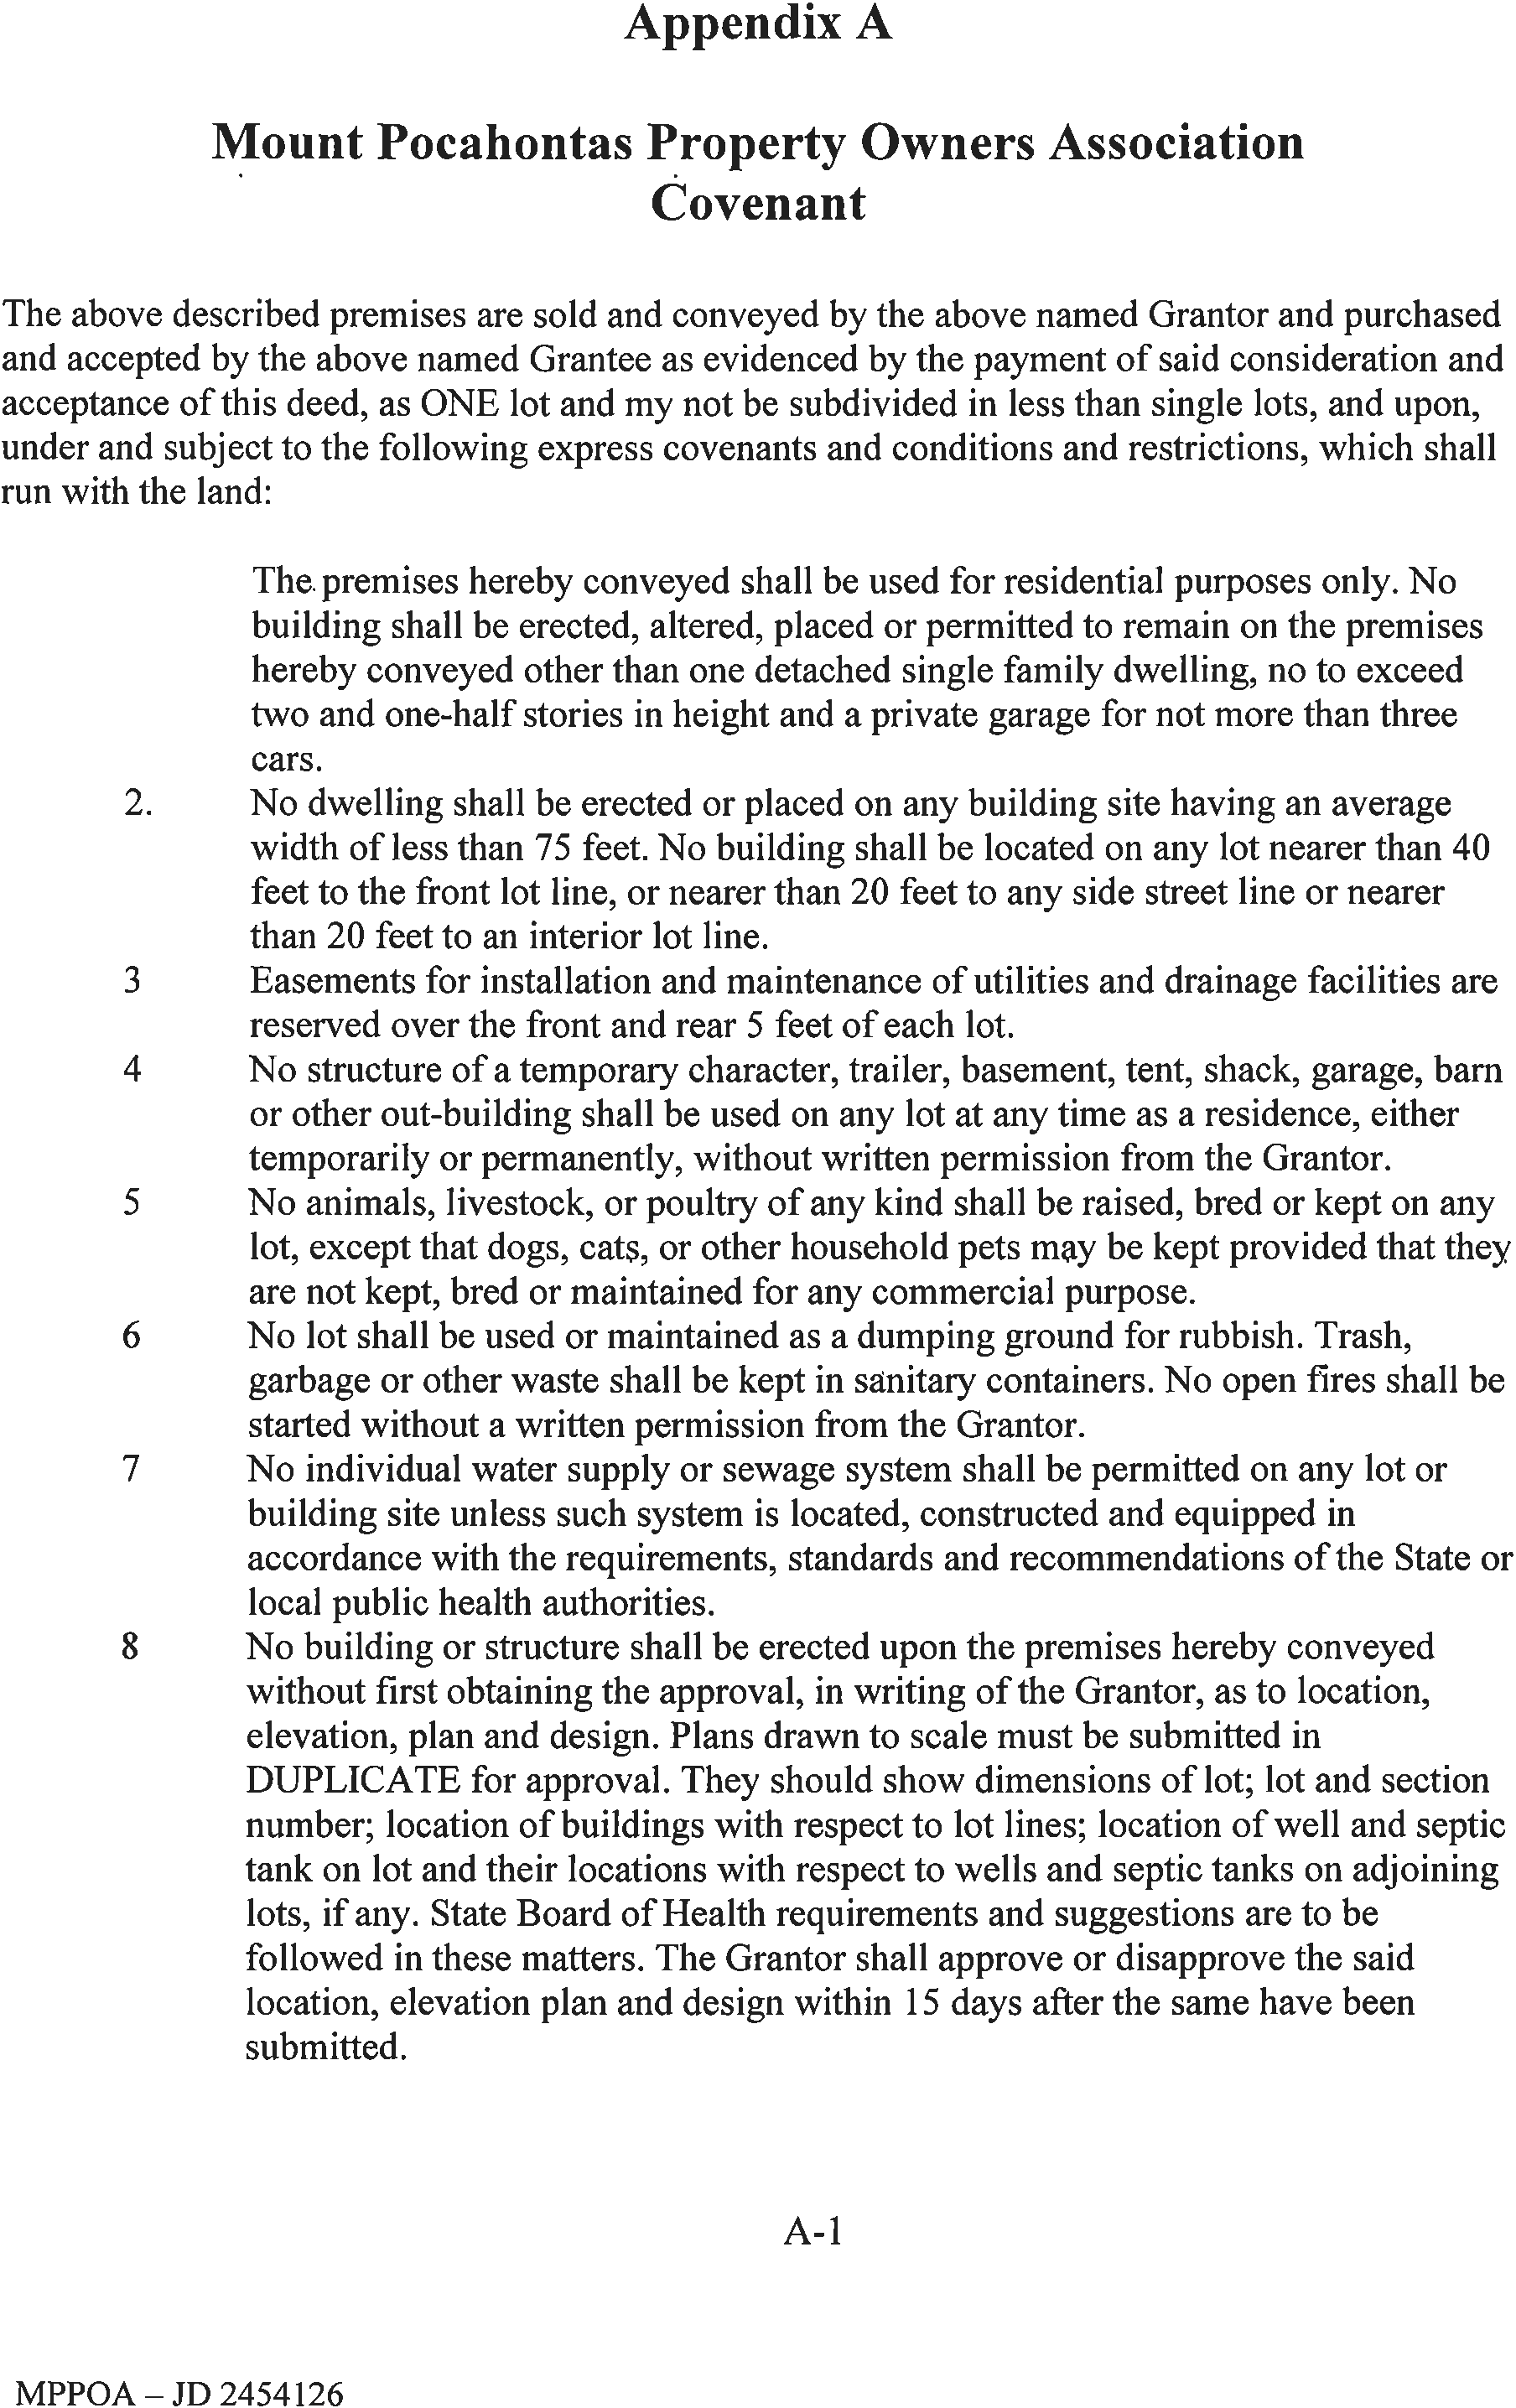 Appendix A
Mount Pocahontas Property Owners Association
Covenant
The above described premises are sold and conveyed by the above named Grantor and purchased
and accepted by the above named Grantee as evidenced by the payment of said consideration and
acceptance of this deed, as ONE lot and my not be subdivided in less than single lots, and upon,
under and subject to the following express covenants and conditions and restrictions, which shall
run with the land:
The premises hereby conveyed shall be used for residential purposes only. No
building shall be erected, altered, placed or permitted to remain on the premises
hereby conveyed other than one detached single family dwelling, no to exceed
two and one-half stories in height and a private garage for not more than three
cars.
2. No dwelling shall be erected or placed on any building site having an average
width of less than 75 feet. No building shall be located on any lot nearer than 40
feet to the front lot line, or nearer than 20 feet to any side street line or nearer
than 20 feet to an interior lot line.
3 Easements for installation and maintenance of utilities and drainage facilities are
reserved over the front and rear 5 feet of each lot.
4 No structure of a temporary character, trailer, basement, tent, shack, garage, barn
or other out-building shall be used on any lot at any time as a residence, either
temporarily or permanently, without written permission from the Grantor.
5 No animals, livestock, or poultry of any kind shall be raised, bred or kept on any
lot, except that dogs, cats, or other household pets may be kept provided that they
are not kept, bred or maintained for any commercial purpose.
6 No lot shall be used or maintained as a dumping ground for rubbish. Trash,
garbage or other waste shall be kept in sanitary containers. No open fires shall be
started without a written permission from the Grantor.
7 No individual water supply or sewage system shall be permitted on any lot or
building site unless such system is located, constructed and equipped in
accordance with the requirements, standards and recommendations of the State or
local public health authorities.
8 No building or structure shall be erected upon the premises hereby conveyed
without first obtaining the approval, in writing of the Grantor, as to location,
elevation, plan and design. Plans drawn to scale must be submitted in
DUPLICATE for approval. They should show dimensions of lot; lot and section
number; location of buildings with respect to lot lines; location of well and septic
tank on lot and their locations with respect to wells and septic tanks on adjoining
lots, if any. State Board of Health requirements and suggestions are to be
followed in these matters. The Grantor shall approve or disapprove the said
location, elevation plan and design within 15 days after the same have been
submitted.
A-1
MPPOA – JD 2454126